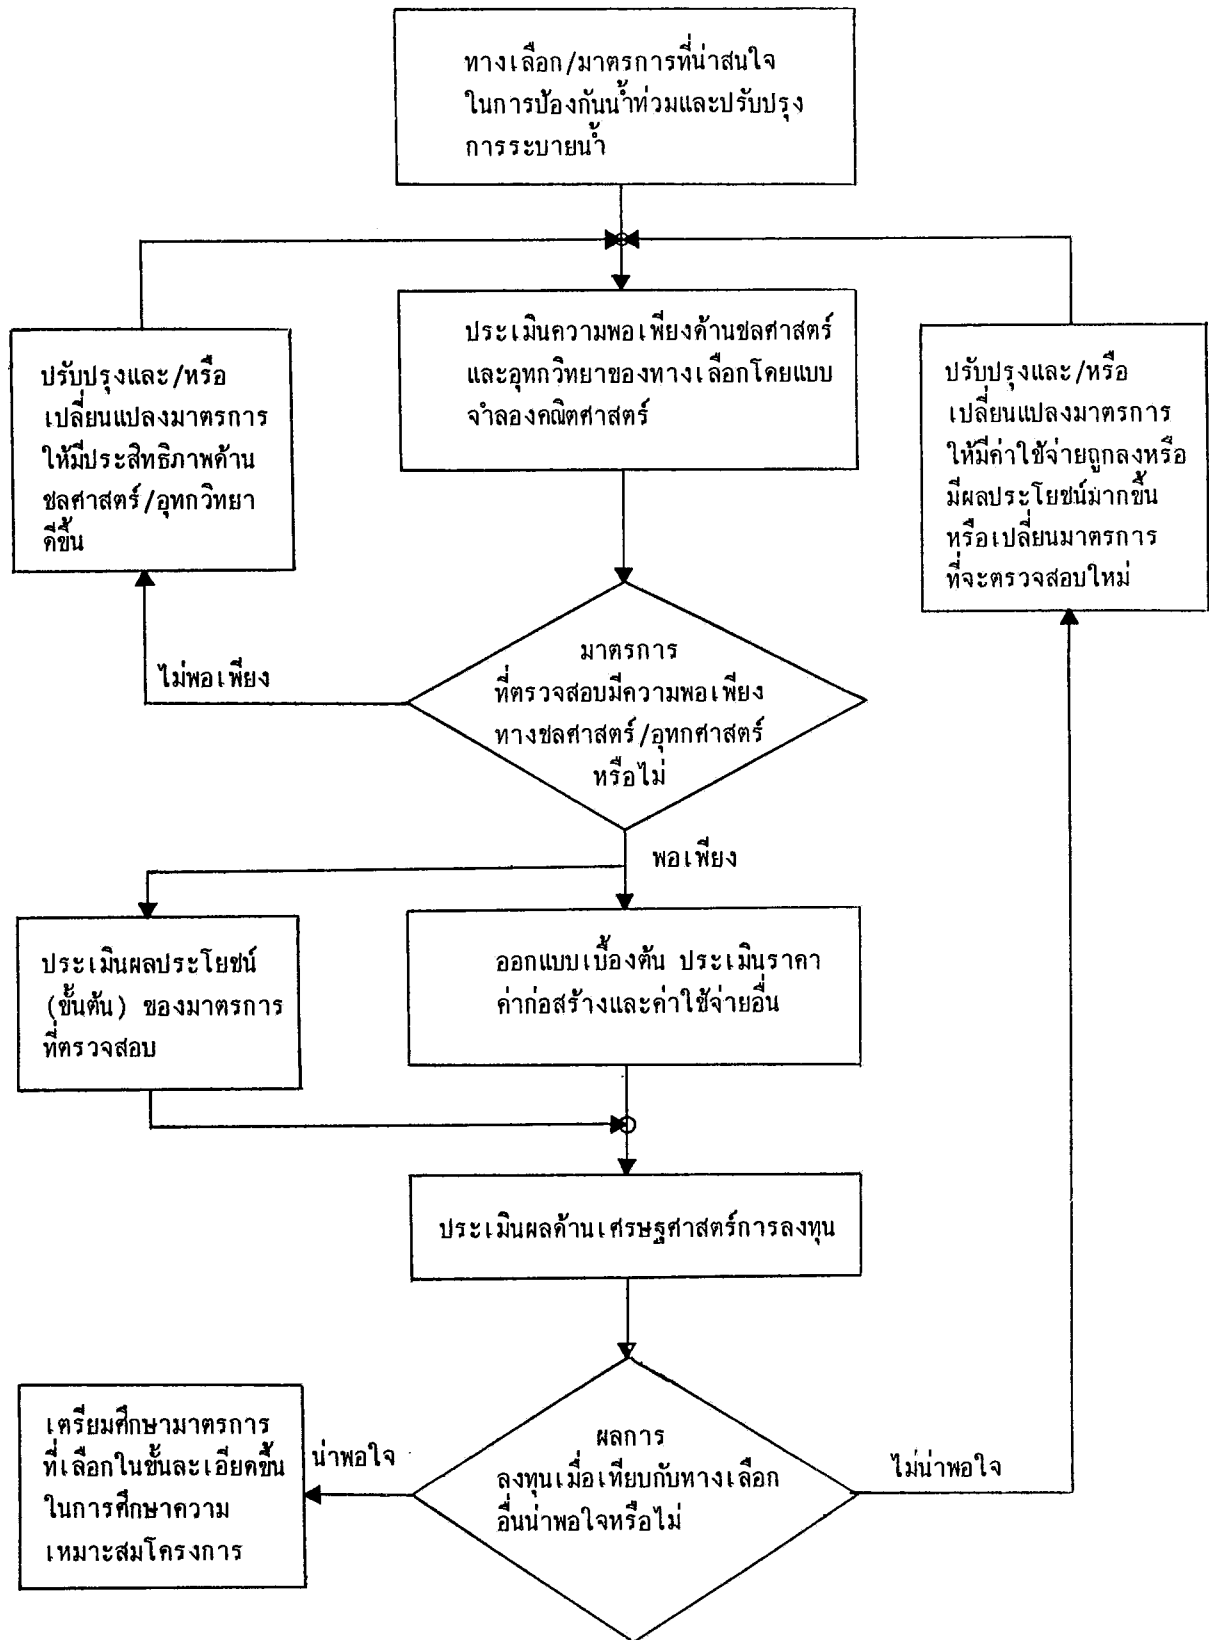 ทางเลือก/มาตรการที่น่าสนใจ
ในการป้องกันน้ำท่วมและปรับปรุง
การระบายน้ำ
ประเมินความพอเพียงด้านชลศาสตร์
และอุทกวิทยาของทางเลือกโดยแบบ
จำลองคณิตศาสตร์
ปรับปรุงและ/หรือ
เปลี่ยนแปลงมาตรการ
ให้มีประสิทธิภาพด้าน
ชลศาสตร์/อุทกวิทยา
ดีขึ้น
ปรับปรุงและ/หรือ
เปลี่ยนแปลงมาตรการ
ให้มีค่าใช้จ่ายถูกลงหรือ
มีผลประโยชน์มากขึ้น
หรือเปลี่ยนมาตรการ
ที่จะตรวจสอบใหม่
ไม่พอเพียง
มาตรการ
ที่ตรวจสอบมีความพอเพียง
ทางชลศาสตร์/อุทกศาสตร์
หรือไม่
พอเพียง
ประเมินผลประโยชน์
(ขั้นต้น) ของมาตรการ
ที่ตรวจสอบ
ออกแบบเบื้องต้น ประเมินราคา
ค่าก่อสร้างและค่าใช้จ่ายอื่น
ประเมินผลด้านเศรษฐศาสตร์การลงทุน
เตรียมศึกษามาตรการ
ที่เลือกในขั้นละเอียดขึ้น
ในการศึกษาความ
เหมาะสมโครงการ
น่าพอใจ
ผลการ
ลงทุนเมื่อเทียบกับทางเลือก
อื่นน่าพอใจหรือไม่
ไม่น่าพอใจ